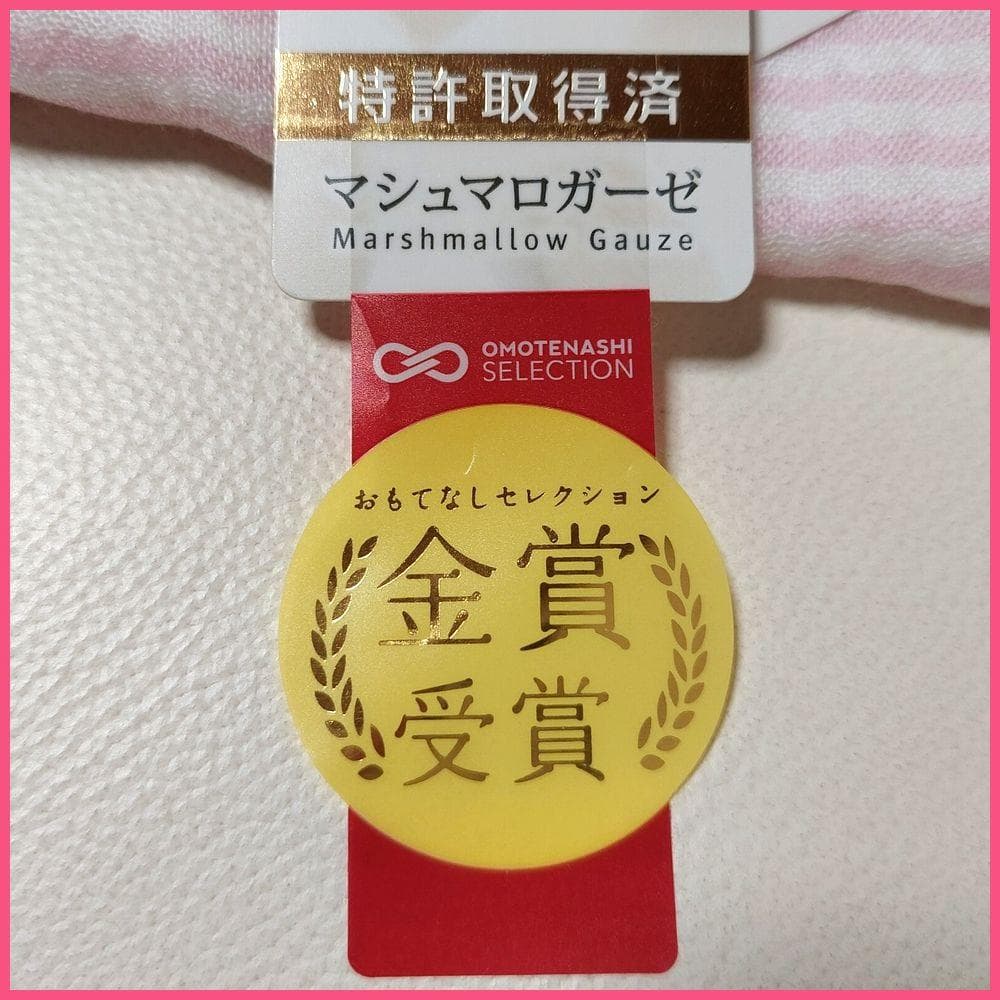 特許取得済
マシュマロガーゼ
Marshmallow Gauze
OMOTENASHI
SELECTION
おもてなしセレクション
金賞
受賞